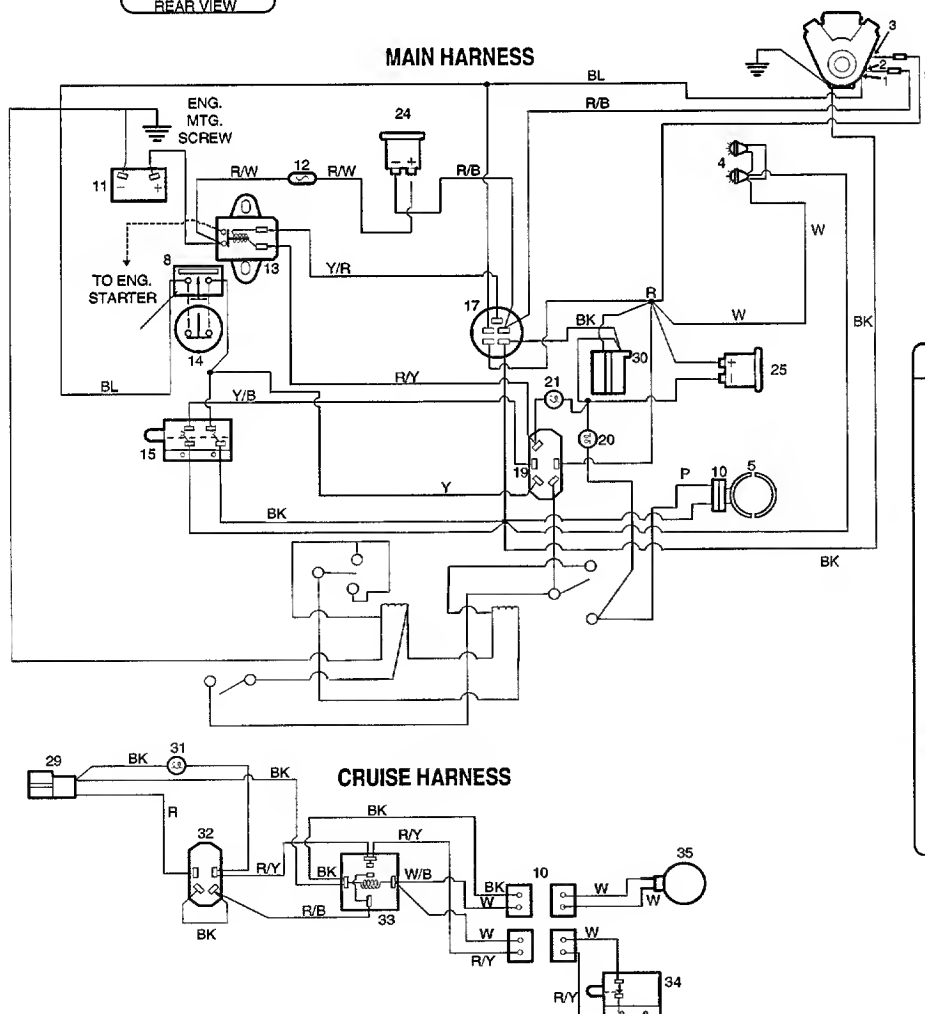 REAR VIEW
MAIN HARNESS
3
BL
2
1
R/B
ENG.
MTG.
SCREW
24
- +
4
11
- +
R/W
12
R/W
R/B
W
13
TO ENG.
STARTER
8
Y/R
17
R
BK
W
BK
14
30
25
R/Y
21
BL
Y/B
20
15
19
P
10
5
Y
BK
BK
CRUISE HARNESS
29
BK
31
BK
BK
R
R/Y
32
R/Y
BK
W/B
10
35
BK
W
W
W
R/B
33
BK
W
R/Y
W
34
R/Y